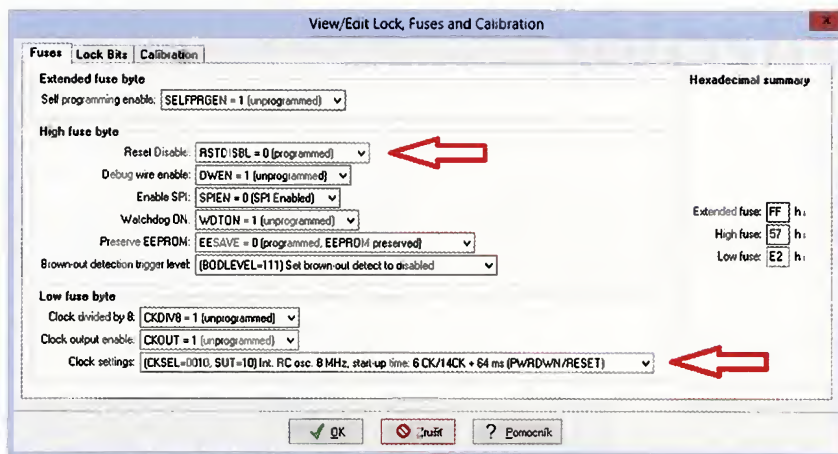 View/Edit Lock, Fuses and Calibration
x
Fuses Lock Bits Calibration
Extended fuse byte
Self programming enable: SELFPRGEN = 1 (unprogrammed)
Hexadecimal summary
High fuse byte
Reset Disable: RSTDISBL = 0 (programmed)
Debug wire enable: DWEN = 1 (unprogrammed)
Enable SPI: SPIEN = 0 (SPI Enabled)
Watchdog ON: WDTON = 1 (unprogrammed)
Preserve EEPROM: EESAVE = 0 (programmed, EEPROM preserved)
Brown-out detection trigger level: (BODLEVEL=111) Set brown-out detect to disabled
Extended fuse: FF h
High fuse: 57 h
Low fuse: E2 h
Low fuse byte
Clock divided by 8: CKDIV8 = 1 (unprogrammed)
Clock output enable: CKOUT = 1 (unprogrammed)
Clock settings: (CKSEL=0010, SUT=10) Int. RC osc. 8 MHz, start-up time: 6 CK/14CK + 64 ms (PWRDWN/RESET)
OK
Zrušit
? Pomocník